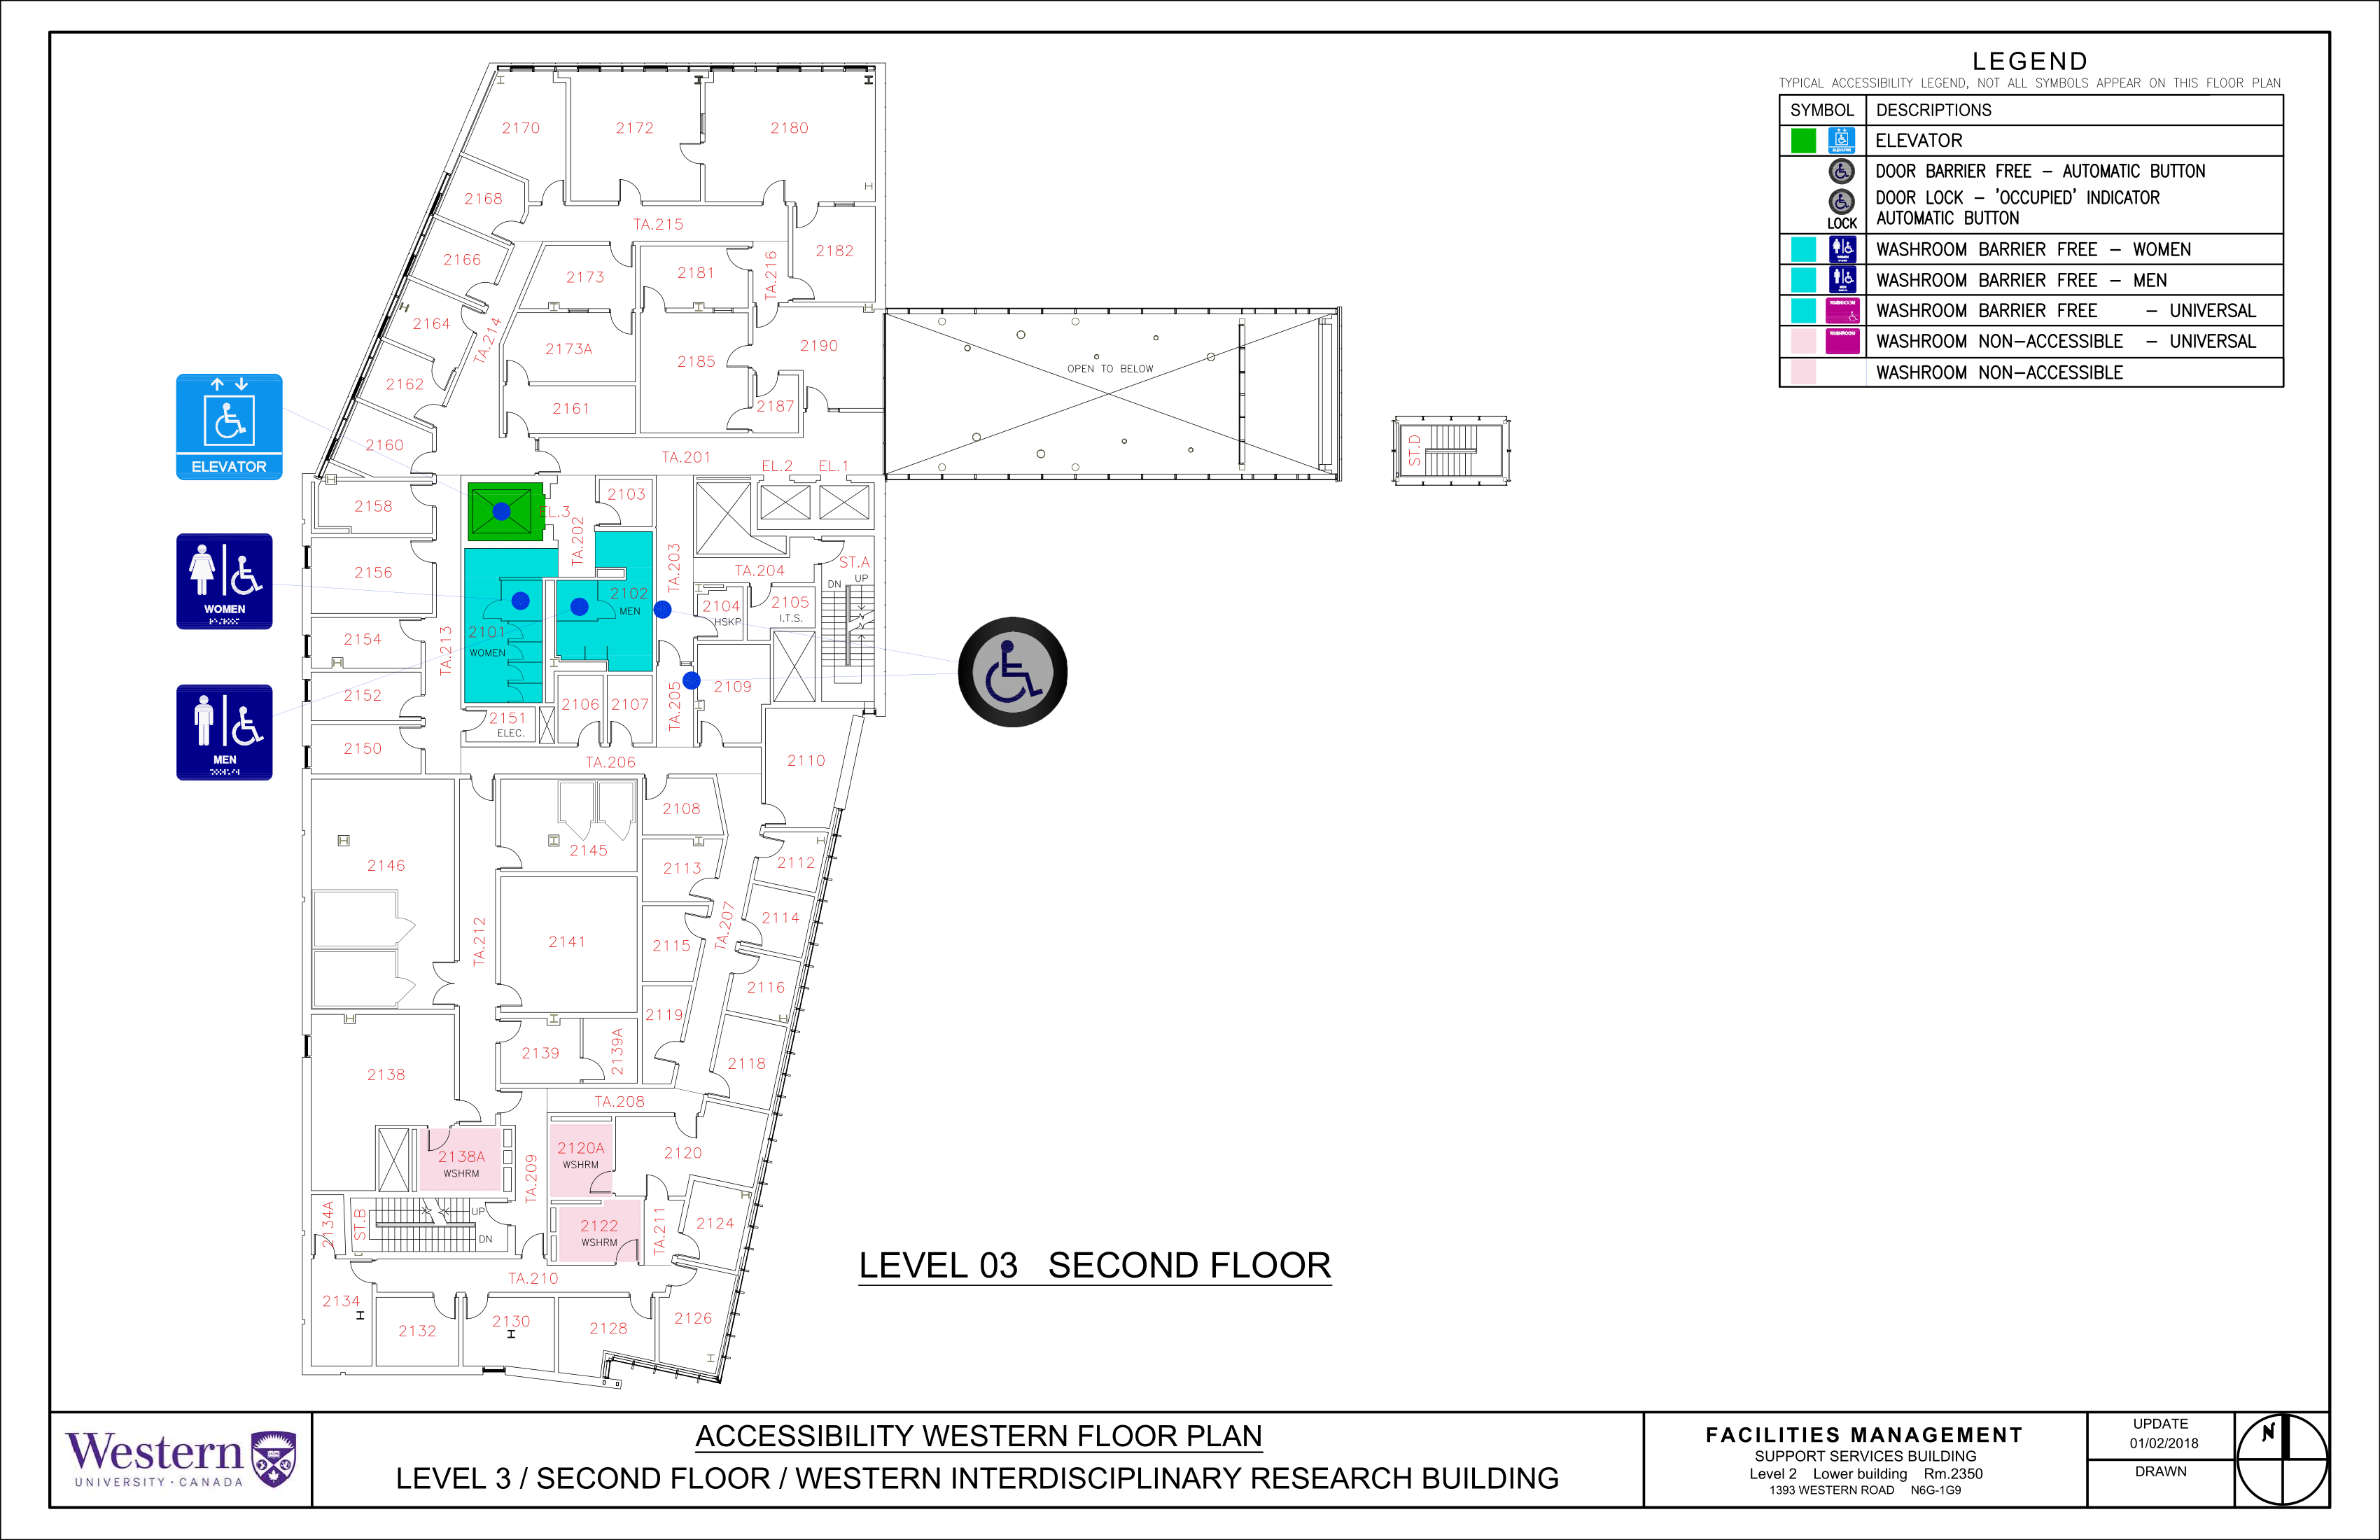 LEGEND
TYPICAL ACCESSIBILITY LEGEND, NOT ALL SYMBOLS APPEAR ON THIS FLOOR PLAN
SYMBOL DESCRIPTIONS
ELEVATOR
ELEVATOR
DOOR BARRIER FREE - AUTOMATIC BUTTON
DOOR LOCK - 'OCCUPIED' INDICATOR
AUTOMATIC BUTTON
LOCK
WASHROOM BARRIER FREE - WOMEN
WOMEN
WASHROOM BARRIER FREE - MEN
MEN
WASHROOM BARRIER FREE - UNIVERSAL
WASHROOM
WASHROOM NON-ACCESSIBLE - UNIVERSAL
WASHROOM
WASHROOM NON-ACCESSIBLE
2170
2172
2180
2168
TA.215
2166
2173
2181
TA.216
2182
2164
TA.214
2173A
2185
2190
OPEN TO BELOW
2162
2161
2187
2160
ST.D
ELEVATOR
TA.201
EL.2
EL.1
2158
EL.3
2103
TA.202
2156
TA.203
TA.204
ST.A
DN
UP
WOMEN
2102
MEN
2104
HSKP
2105
I.T.S.
2154
TA.213
2101
WOMEN
2152
2106
2107
TA.205
2109
2151
ELEC.
2150
MEN
TA.206
2110
2108
2145
2146
2113
2112
TA.212
2141
2115
TA.207
2114
2116
2119
2139
2139A
2118
2138
TA.208
2138A
WSHRM
TA.209
2120A
WSHRM
2120
2134A
ST.B
UP
DN
2122
WSHRM
TA.211
2124
TA.210
2134
2132
2130
2128
2126
LEVEL 03 SECOND FLOOR
Western
UNIVERSITY · CANADA
ACCESSIBILITY WESTERN FLOOR PLAN
LEVEL 3 / SECOND FLOOR / WESTERN INTERDISCIPLINARY RESEARCH BUILDING
FACILITIES MANAGEMENT
SUPPORT SERVICES BUILDING
Level 2 Lower building Rm.2350
1393 WESTERN ROAD N6G-1G9
UPDATE
01/02/2018
DRAWN
N